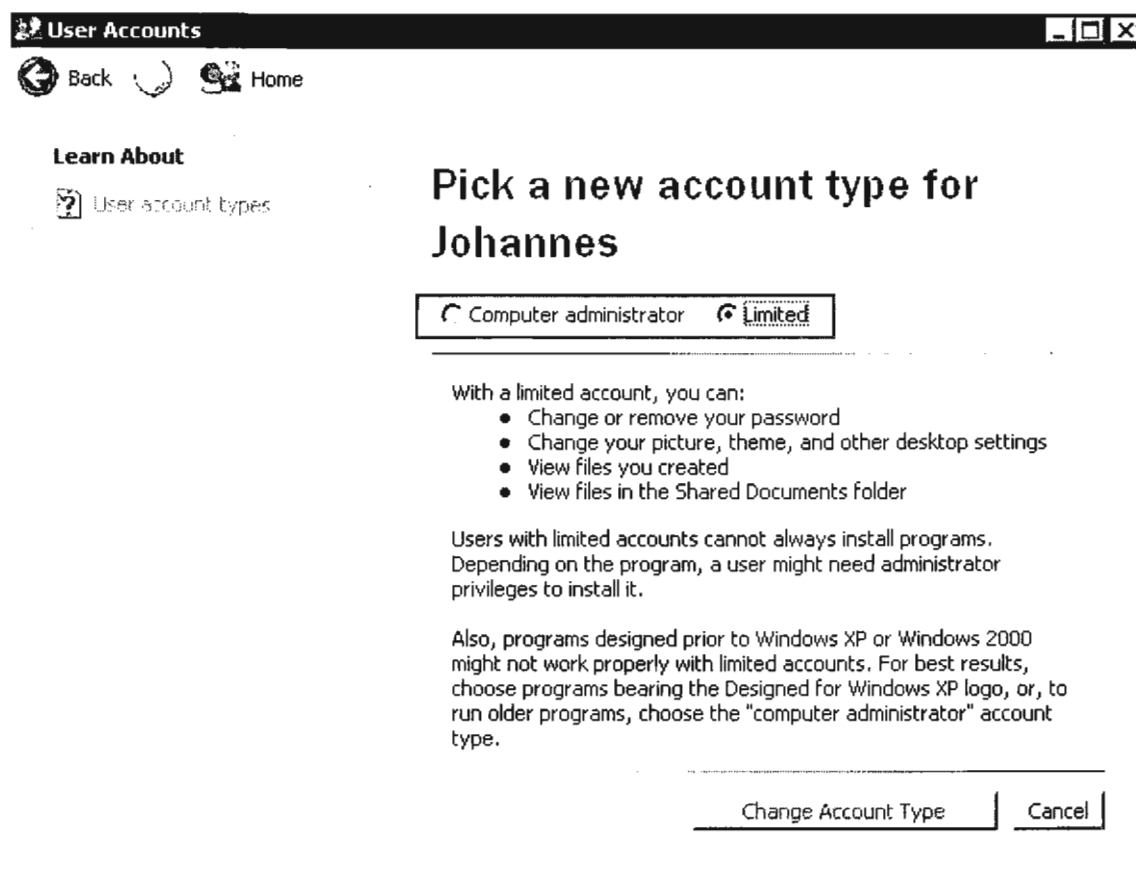 User Accounts
Back Home
Learn About
User account types
Pick a new account type for
Johannes
Computer administrator Limited
With a limited account, you can:
• Change or remove your password
• Change your picture, theme, and other desktop settings
• View files you created
• View files in the Shared Documents folder
Users with limited accounts cannot always install programs.
Depending on the program, a user might need administrator
privileges to install it.
Also, programs designed prior to Windows XP or Windows 2000
might not work properly with limited accounts. For best results,
choose programs bearing the Designed for Windows XP logo, or, to
run older programs, choose the "computer administrator" account
type.
Change Account Type Cancel